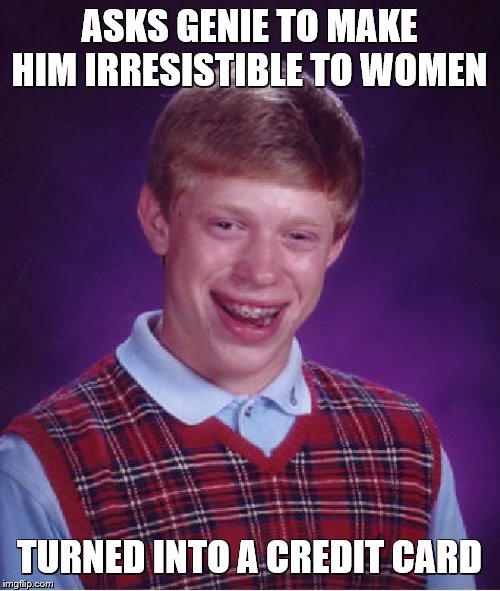 ASKS GENIE TO MAKE
HIM IRRESISTIBLE TO WOMEN
TURNED INTO A CREDIT CARD
imgflip.com